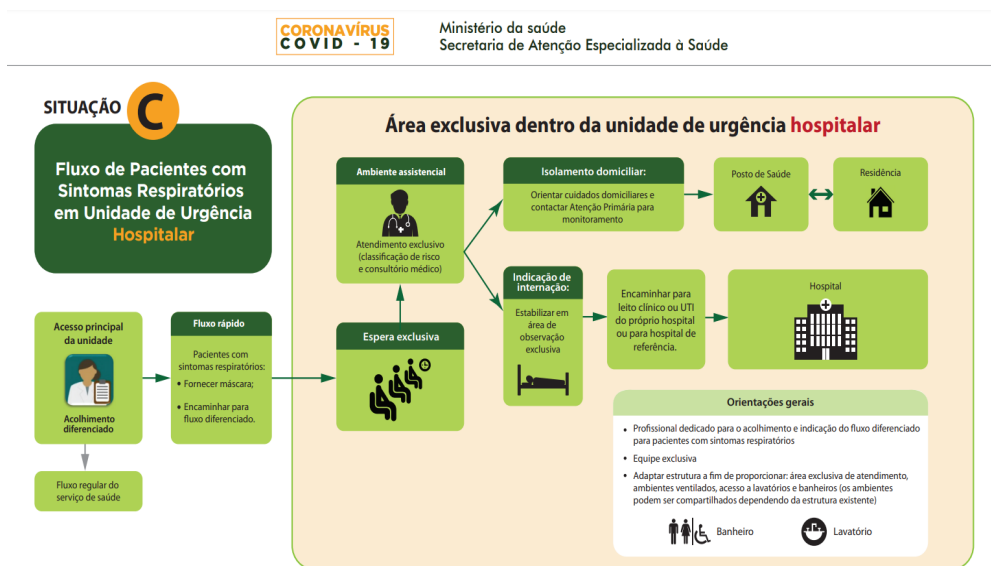 CORONAVÍRUS
COVID - 19
Ministério da saúde
Secretaria de Atenção Especializada à Saúde
SITUAÇÃO C
Fluxo de Pacientes com
Sintomas Respiratórios
em Unidade de Urgência
Hospitalar
Acesso principal
da unidade
Acolhimento
diferenciado
Fluxo regular do
serviço de saúde
Fluxo rápido
Pacientes com
sintomas respiratórios:
• Fornecer máscara;
• Encaminhar para
fluxo diferenciado.
Área exclusiva dentro da unidade de urgência hospitalar
Ambiente assistencial
Atendimento exclusivo
(classificação de risco
e consultório médico)
Espera exclusiva
Isolamento domiciliar:
Orientar cuidados domiciliares e
contactar Atenção Primária para
monitoramento
Posto de Saúde
Residência
Indicação de
internação:
Estabilizar em
área de
observação
exclusiva
Encaminhar para
leito clínico ou UTI
do próprio hospital
ou para hospital de
referência.
Hospital
Orientações gerais
• Profissional dedicado para o acolhimento e indicação do fluxo diferenciado
para pacientes com sintomas respiratórios
• Equipe exclusiva
• Adaptar estrutura a fim de proporcionar: área exclusiva de atendimento,
ambientes ventilados, acesso a lavatórios e banheiros (os ambientes
podem ser compartilhados dependendo da estrutura existente)
Banheiro
Lavatório